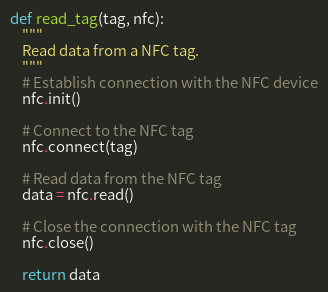 def read_tag(tag, nfc):
    """
    Read data from a NFC tag.
    """
    # Establish connection with the NFC device
    nfc.init()

    # Connect to the NFC tag
    nfc.connect(tag)

    # Read data from the NFC tag
    data = nfc.read()

    # Close the connection with the NFC tag
    nfc.close()

    return data